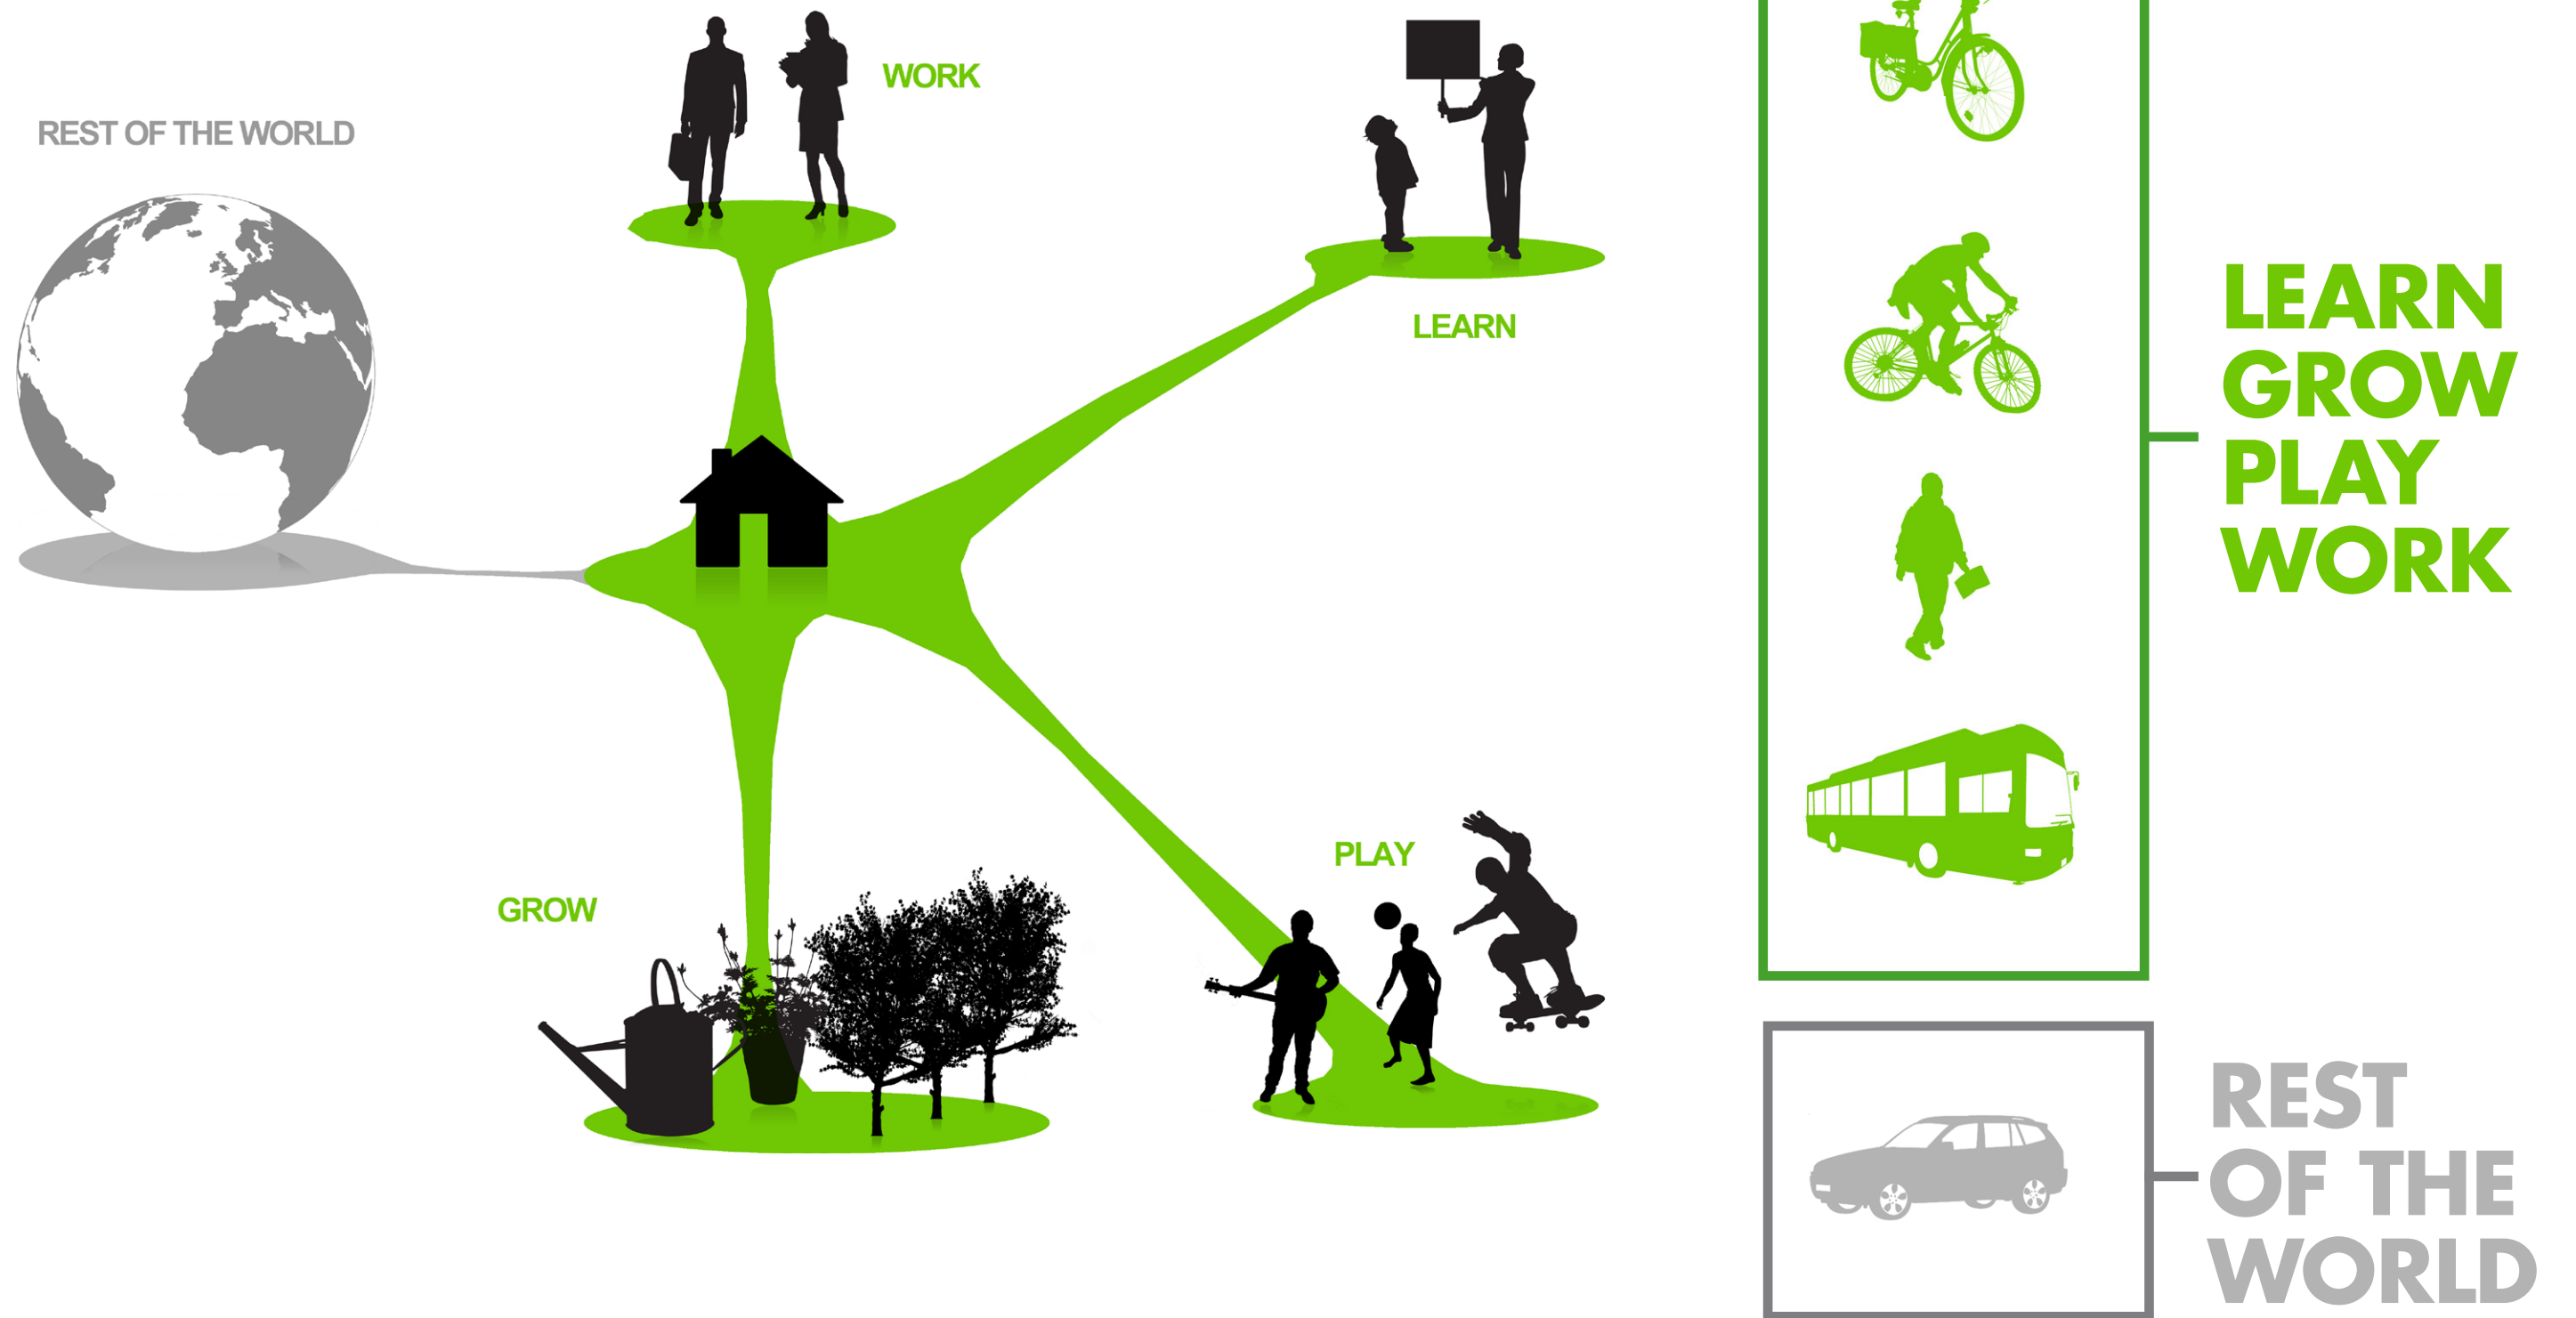 WORK
REST OF THE WORLD
LEARN
GROW
PLAY
LEARN
GROW
PLAY
WORK
REST
OF THE
WORLD